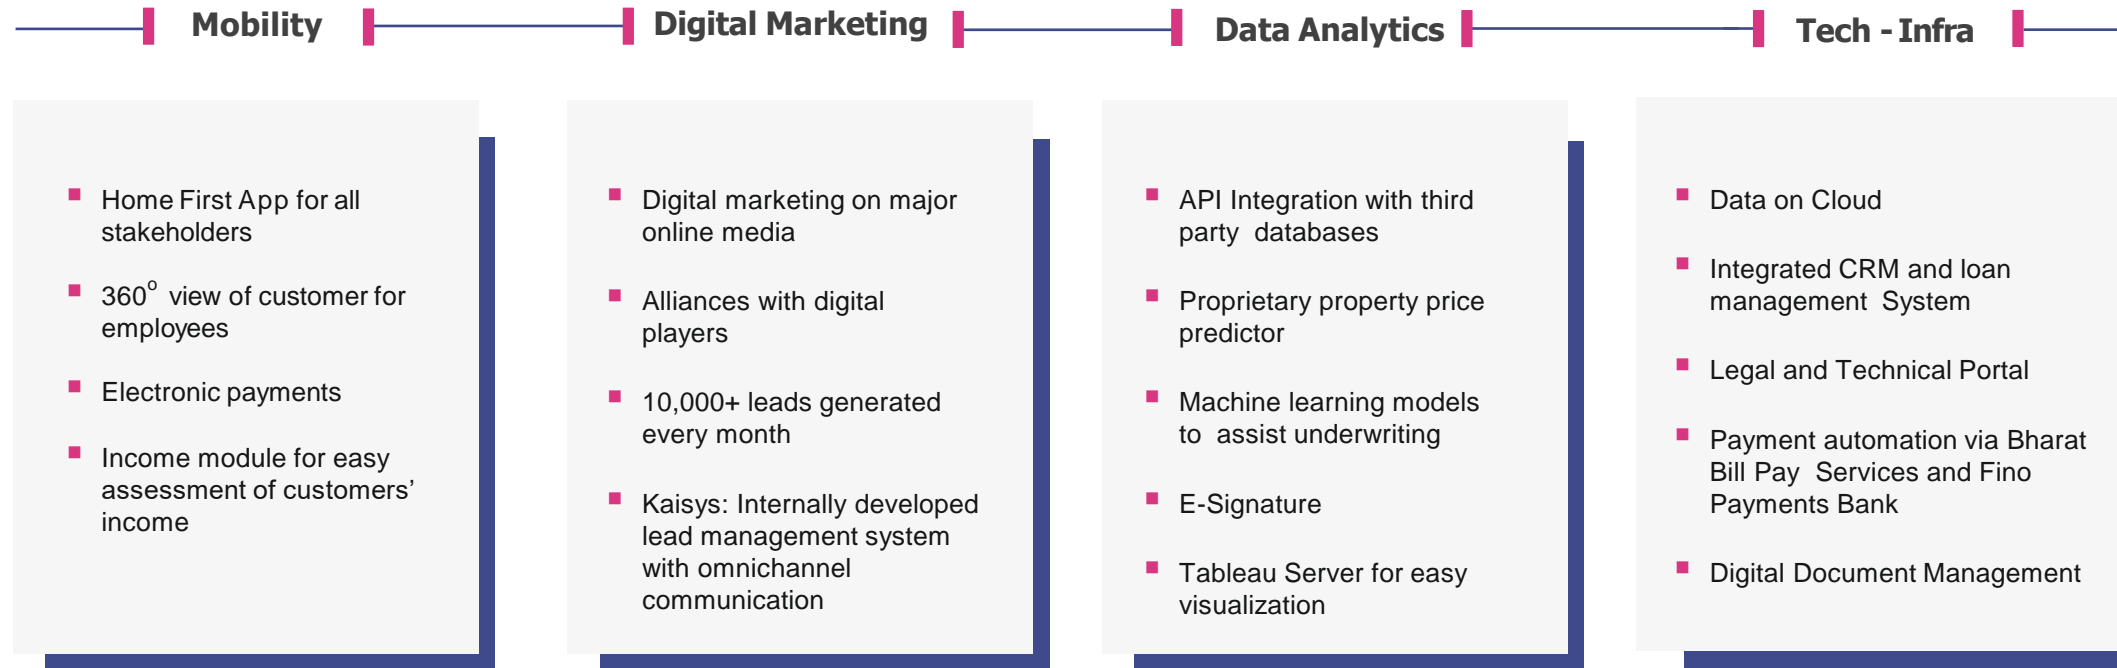 Mobility
Digital Marketing
Data Analytics
Tech - Infra
Home First App for all
stakeholders
360° view of customer for
employees
Electronic payments
Income module for easy
assessment of customers’
income
Digital marketing on major
online media
Alliances with digital
players
10,000+ leads generated
every month
Kaisys: Internally developed
lead management system
with omnichannel
communication
API Integration with third
party databases
Proprietary property price
predictor
Machine learning models
to assist underwriting
E-Signature
Tableau Server for easy
visualization
Data on Cloud
Integrated CRM and loan
management System
Legal and Technical Portal
Payment automation via Bharat
Bill Pay Services and Fino
Payments Bank
Digital Document Management